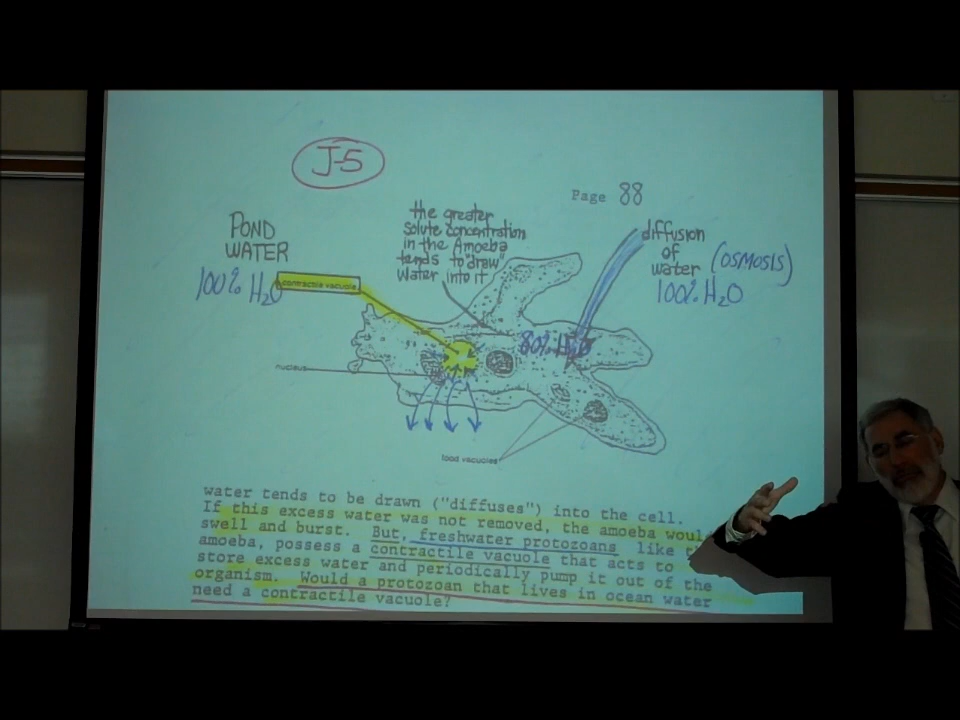 J-5
Page 88
POND
WATER
100% H₂O
contractile vacuole
the greater
solute concentration
in the Amoeba
tends to "draw"
water into it
diffusion
of
water (OSMOSIS)
100% H₂O
80% H₂O
nucleus
food vacuoles
water tends to be drawn ("diffuses") into the cell.
If this excess water was not removed, the amoeba would
swell and burst. But, freshwater protozoans like
amoeba, possess a contractile vacuole that acts to
store excess water and periodically pump it out of the
organism. Would a protozoan that lives in ocean water
need a contractile vacuole?